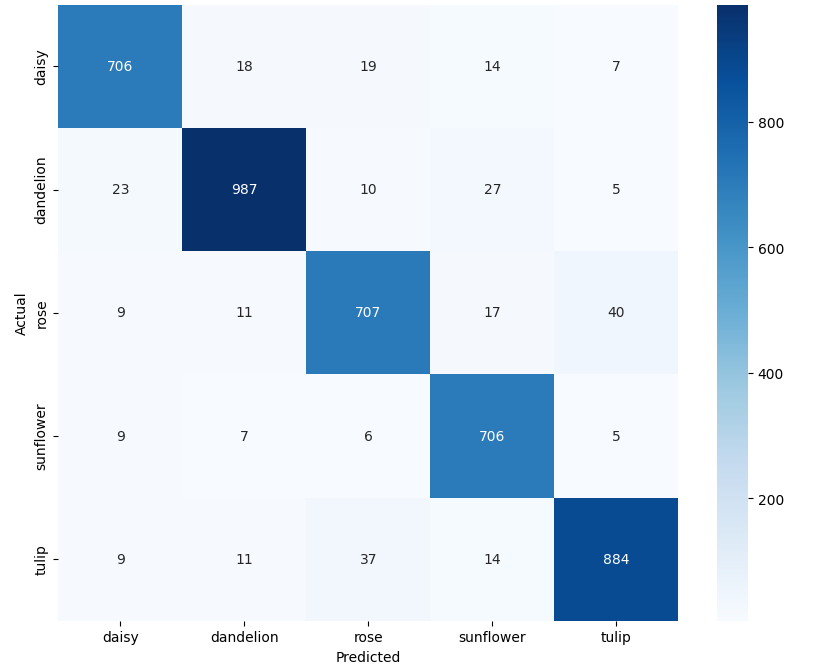 daisy 706 18 19 14 7
dandelion 23 987 10 27 5
rose 9 11 707 17 40
sunflower 9 7 6 706 5
tulip 9 11 37 14 884
daisy dandelion rose sunflower tulip
Predicted
Actual
800
600
400
200